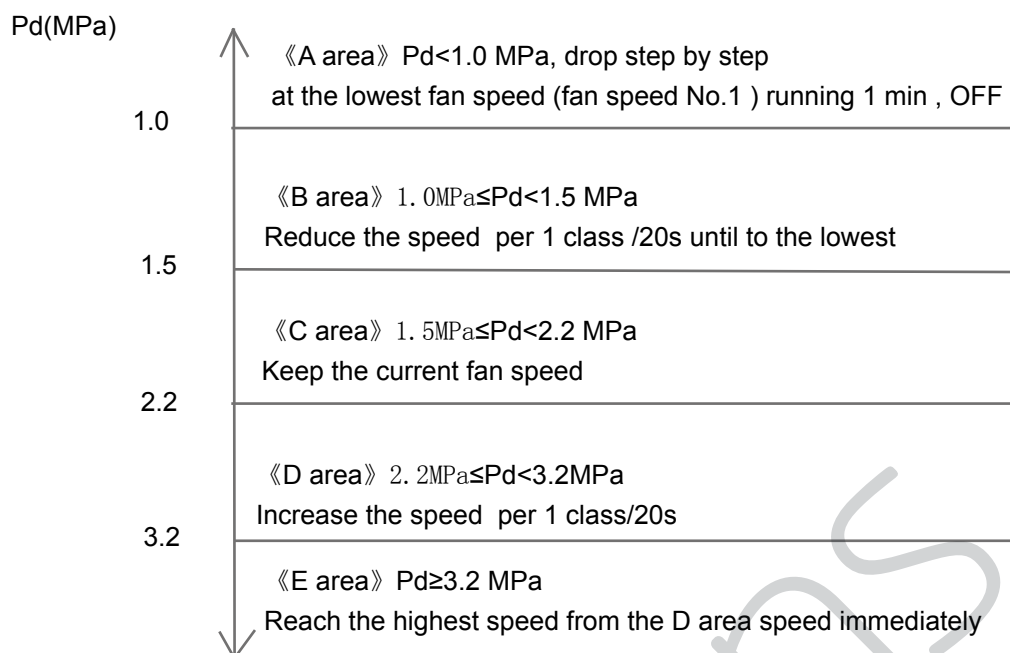 Pd(MPa)
《A area》 Pd<1.0 MPa, drop step by step
at the lowest fan speed (fan speed No.1 ) running 1 min , OFF
1.0
《B area》 1.0MPa≤Pd<1.5 MPa
Reduce the speed per 1 class /20s until to the lowest
1.5
《C area》 1.5MPa≤Pd<2.2 MPa
Keep the current fan speed
2.2
《D area》 2.2MPa≤Pd<3.2MPa
Increase the speed per 1 class/20s
3.2
《E area》 Pd≥3.2 MPa
Reach the highest speed from the D area speed immediately